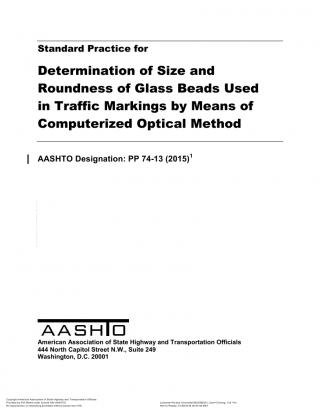 Standard Practice for
Determination of Size and
Roundness of Glass Beads Used
in Traffic Markings by Means of
Computerized Optical Method
AASHTO Designation: PP 74-13 (2015)1
AASHTO
American Association of State Highway and Transportation Officials
444 North Capitol Street N.W., Suite 249
Washington, D.C. 20001